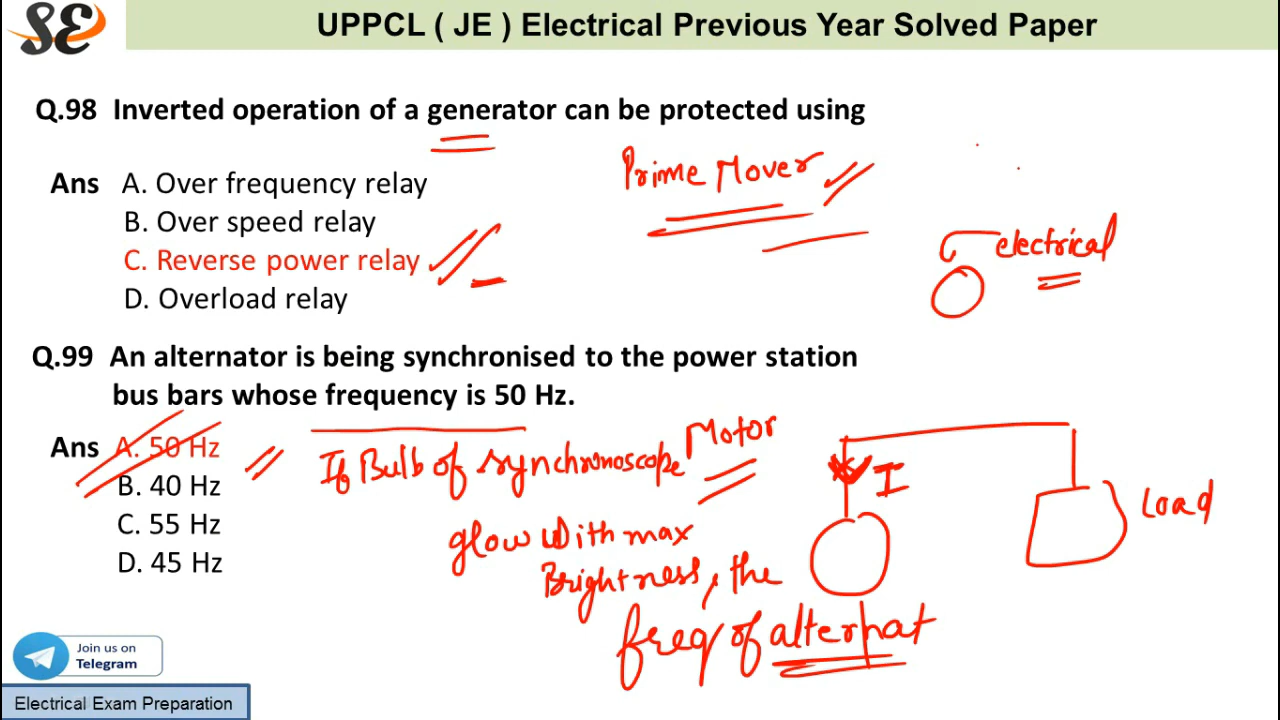 SE
UPPCL ( JE ) Electrical Previous Year Solved Paper
Q.98 Inverted operation of a generator can be protected using
Prime Mover
Ans A. Over frequency relay
B. Over speed relay
C. Reverse power relay
D. Overload relay
electrical
Q.99 An alternator is being synchronised to the power station
bus bars whose frequency is 50 Hz.
Ans A. 50 Hz
B. 40 Hz
C. 55 Hz
D. 45 Hz
If Bulb of synchronoscope
glow with max
Brightness, the
freq of alternat
Motor
I
Load
Join us on
Telegram
Electrical Exam Preparation